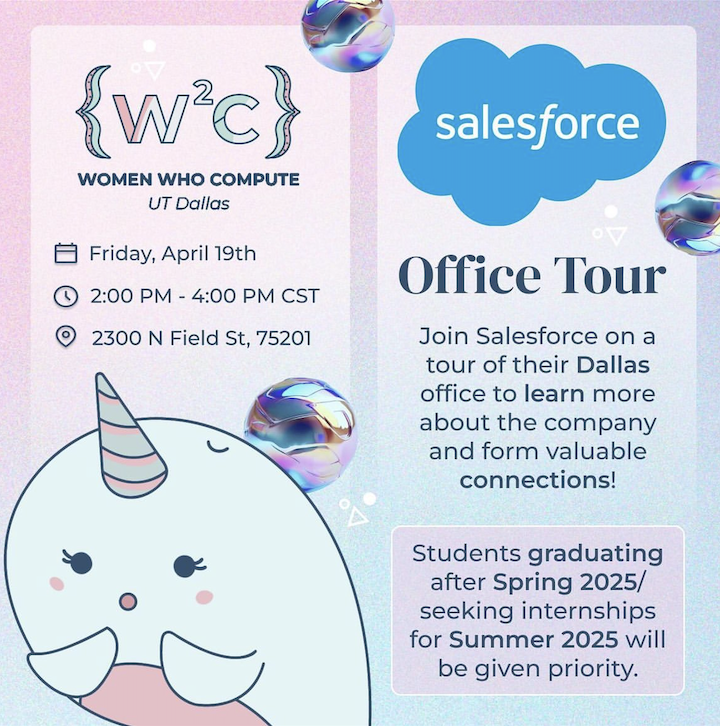 {W²C}
WOMEN WHO COMPUTE
UT Dallas
Friday, April 19th
2:00 PM - 4:00 PM CST
2300 N Field St, 75201
salesforce
Office Tour
Join Salesforce on a
tour of their Dallas
office to learn more
about the company
and form valuable
connections!
Students graduating
after Spring 2025/
seeking internships
for Summer 2025 will
be given priority.